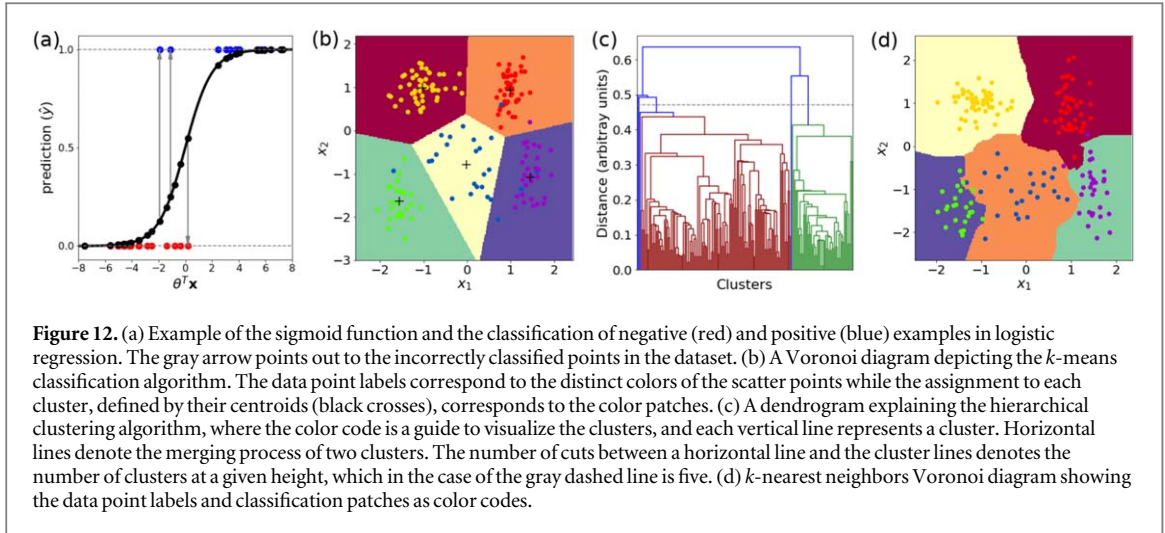 (a)
1.0
0.5
0.0
prediction (ŷ)
−8 −6 −4 −2 0 2 4 6 8
θᵀx
(b)
2
1
0
−1
−2
−3
x₂
−2 −1 0 1 2
x₁
(c)
0.6
0.5
0.4
0.3
0.2
0.1
0.0
Distance (arbitray units)
Clusters
(d)
2
1
0
−1
−2
x₂
−2 −1 0 1 2
x₁
Figure 12. (a) Example of the sigmoid function and the classification of negative (red) and positive (blue) examples in logistic
regression. The gray arrow points out to the incorrectly classified points in the dataset. (b) A Voronoi diagram depicting the k-means
classification algorithm. The data point labels correspond to the distinct colors of the scatter points while the assignment to each
cluster, defined by their centroids (black crosses), corresponds to the color patches. (c) A dendrogram explaining the hierarchical
clustering algorithm, where the color code is a guide to visualize the clusters, and each vertical line represents a cluster. Horizontal
lines denote the merging process of two clusters. The number of cuts between a horizontal line and the cluster lines denotes the
number of clusters at a given height, which in the case of the gray dashed line is five. (d) k-nearest neighbors Voronoi diagram showing
the data point labels and classification patches as color codes.